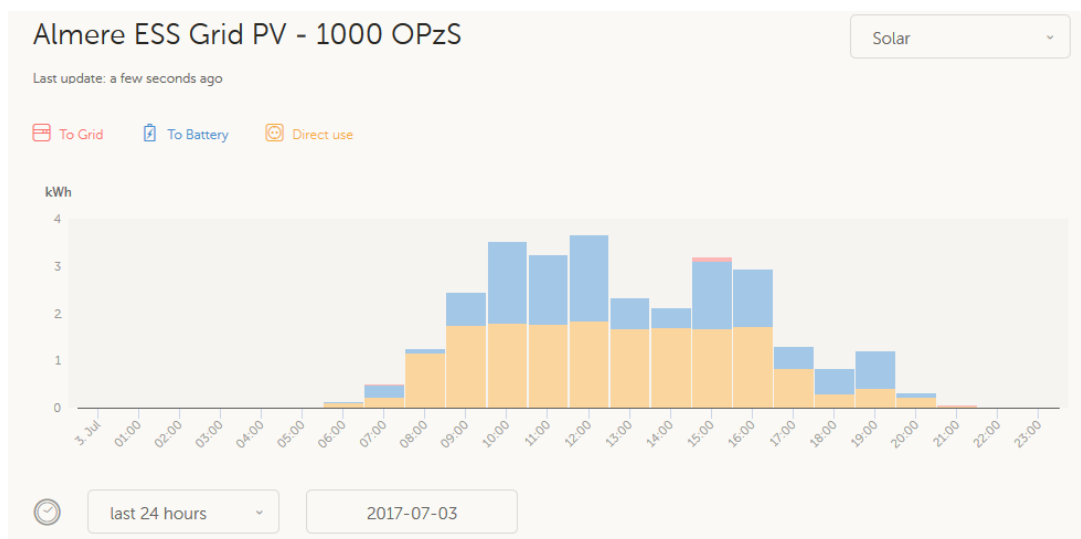 Almere ESS Grid PV - 1000 OPzS
Solar
Last update: a few seconds ago
To Grid To Battery Direct use
kWh
4
3
2
1
0
3. Jul 01:00 02:00 03:00 04:00 05:00 06:00 07:00 08:00 09:00 10:00 11:00 12:00 13:00 14:00 15:00 16:00 17:00 18:00 19:00 20:00 21:00 22:00 23:00
last 24 hours 2017-07-03